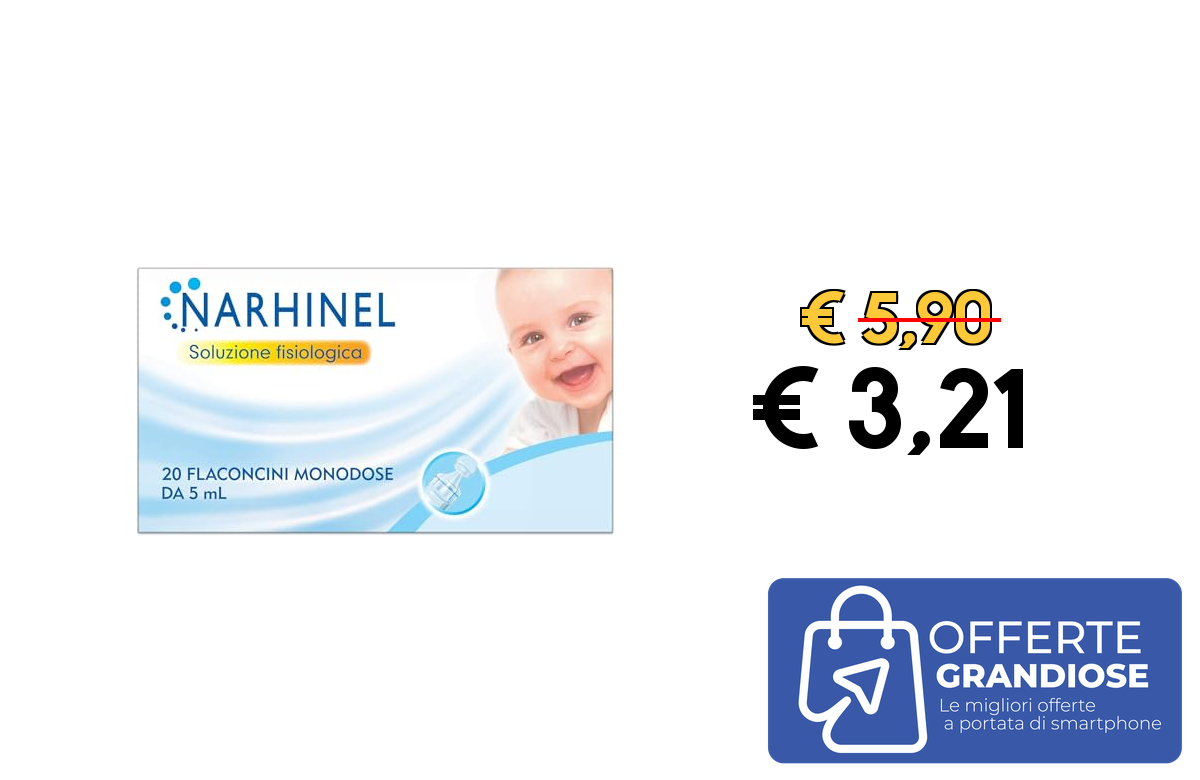 NARHINEL
Soluzione fisiologica
20 FLACONCINI MONODOSE
DA 5 mL
€ 5,90
€ 3,21
OFFERTE
GRANDIOSE
Le migliori offerte
a portata di smartphone